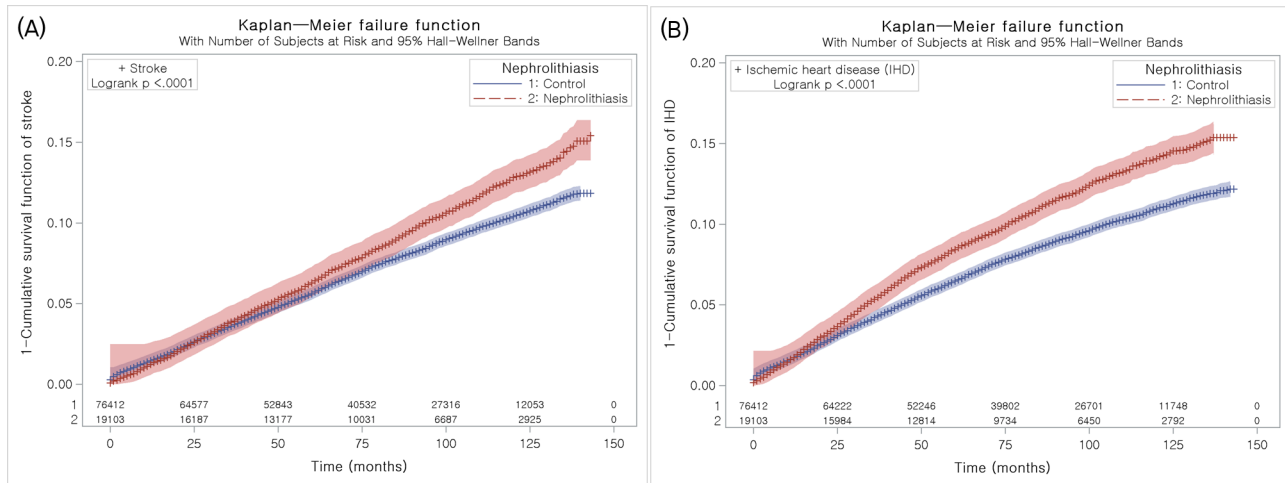 (A)
Kaplan—Meier failure function
With Number of Subjects at Risk and 95% Hall-Wellner Bands
+ Stroke
Logrank p <.0001
Nephrolithiasis
1: Control
2: Nephrolithiasis
1-Cumulative survival function of stroke
0.20
0.15
0.10
0.05
0.00
1 76412 64577 52843 40532 27316 12053 0
2 19103 16187 13177 10031 6687 2925 0
0 25 50 75 100 125 150
Time (months)
(B)
Kaplan—Meier failure function
With Number of Subjects at Risk and 95% Hall-Wellner Bands
+ Ischemic heart disease (IHD)
Logrank p <.0001
Nephrolithiasis
1: Control
2: Nephrolithiasis
1-Cumulative survival function of IHD
0.20
0.15
0.10
0.05
0.00
1 76412 64222 52246 39802 26701 11748 0
2 19103 15984 12814 9734 6450 2792 0
0 25 50 75 100 125 150
Time (months)